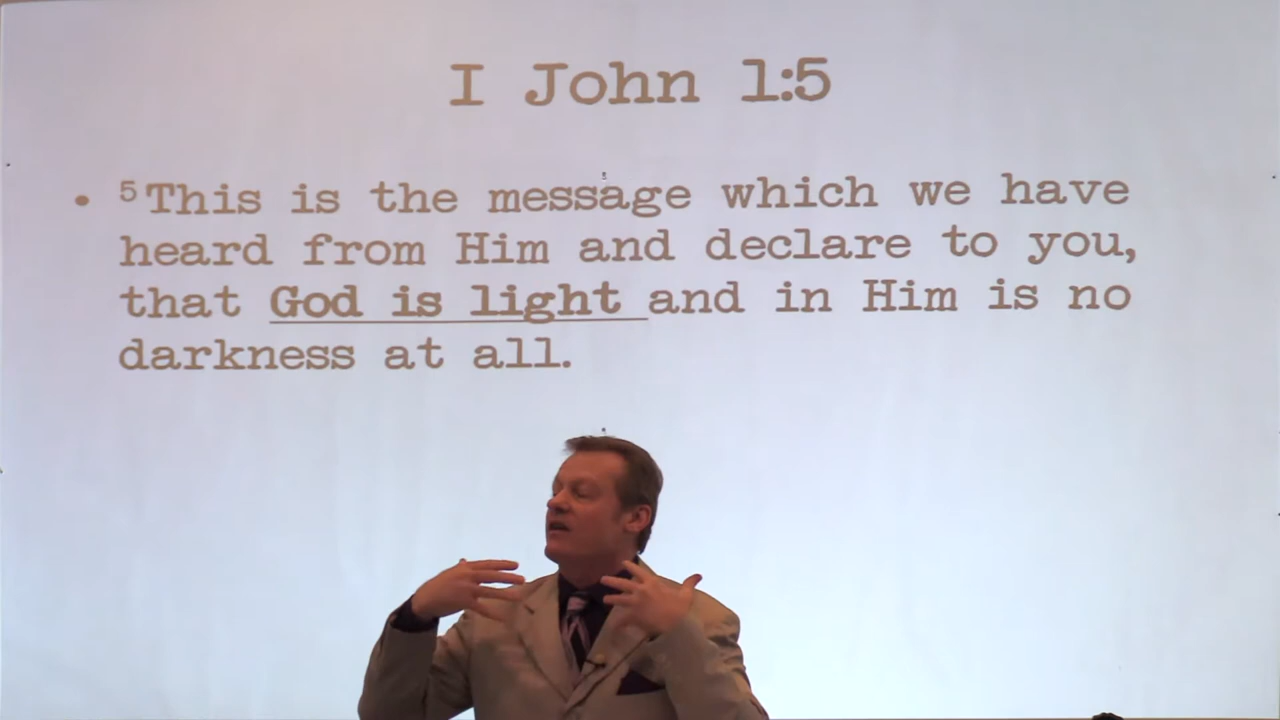 I John 1:5
• ⁵This is the message which we have
heard from Him and declare to you,
that God is light and in Him is no
darkness at all.